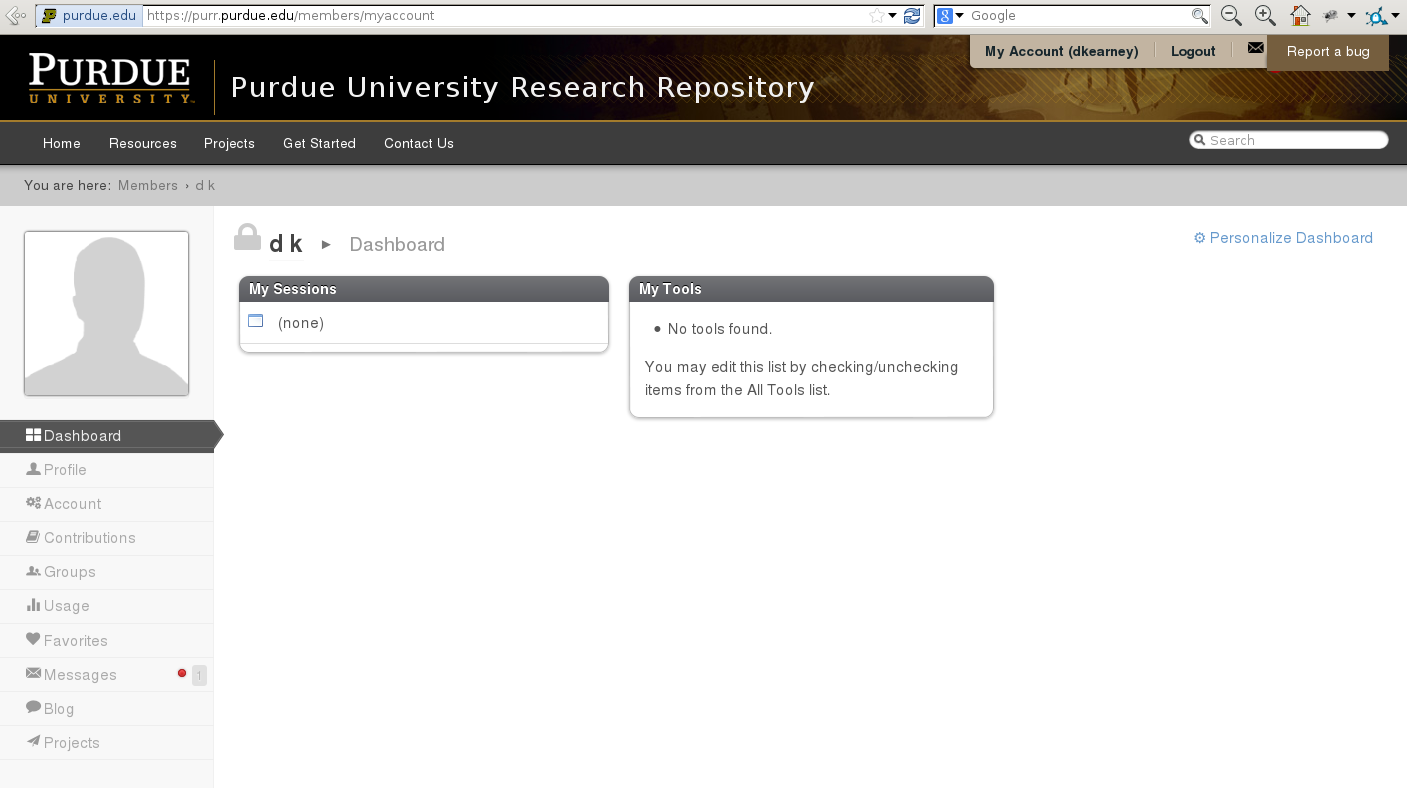 purdue.edu https://purr.purdue.edu/members/myaccount Google
My Account (dkearney) Logout Report a bug
PURDUE
UNIVERSITY
Purdue University Research Repository
Home Resources Projects Get Started Contact Us Search
You are here: Members › d k
d k ▸ Dashboard
Personalize Dashboard
My Sessions
(none)
My Tools
• No tools found.
You may edit this list by checking/unchecking
items from the All Tools list.
Dashboard
Profile
Account
Contributions
Groups
Usage
Favorites
Messages 1
Blog
Projects